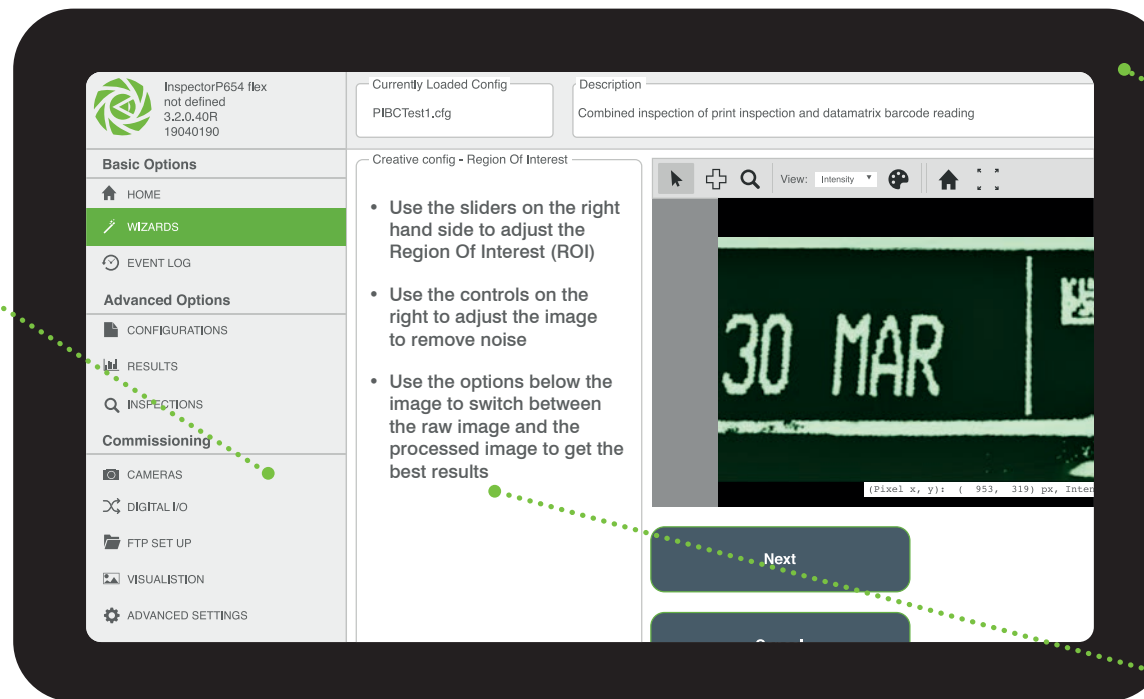 InspectorP654 flex
not defined
3.2.0.40R
19040190
Currently Loaded Config
PIBCTest1.cfg
Description
Combined inspection of print inspection and datamatrix barcode reading
Basic Options
HOME
WIZARDS
EVENT LOG
Advanced Options
CONFIGURATIONS
RESULTS
INSPECTIONS
Commissioning
CAMERAS
DIGITAL I/O
FTP SET UP
VISUALISTION
ADVANCED SETTINGS
Creative config - Region Of Interest
• Use the sliders on the right
hand side to adjust the
Region Of Interest (ROI)
• Use the controls on the
right to adjust the image
to remove noise
• Use the options below the
image to switch between
the raw image and the
processed image to get the
best results
View: Intensity
30 MAR
(Pixel x, y): ( 953, 319) px, Inten
Next